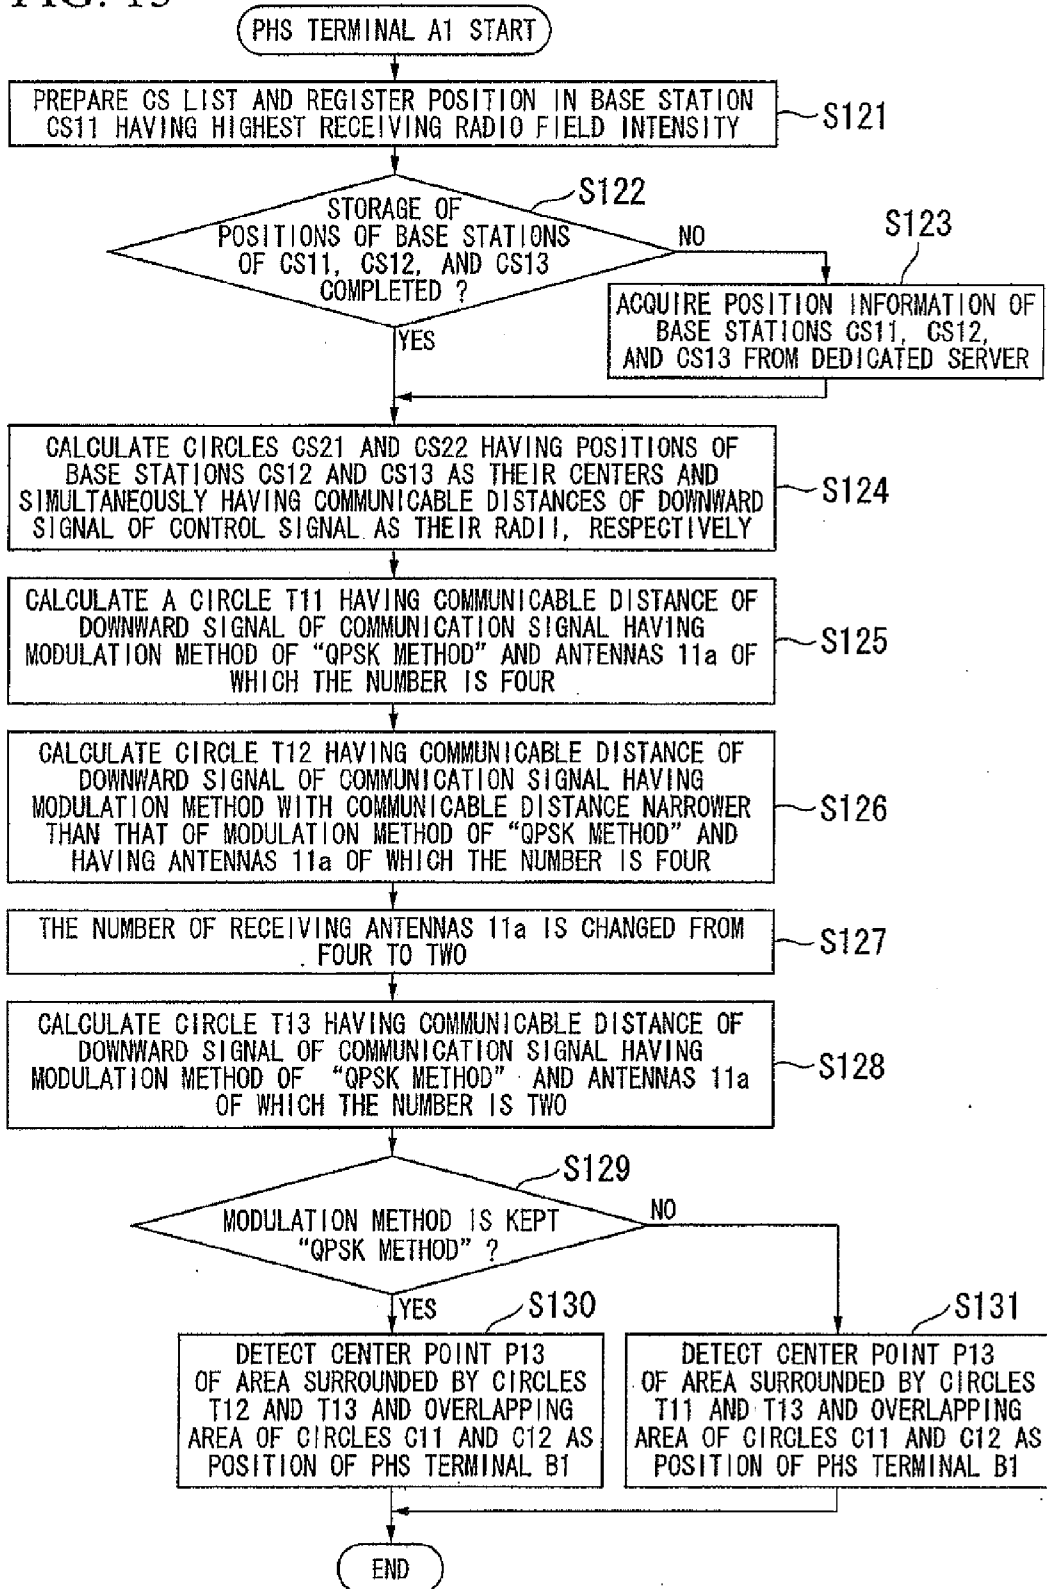 FIG. 13
PHS TERMINAL A1 START
PREPARE CS LIST AND REGISTER POSITION IN BASE STATION
CS11 HAVING HIGHEST RECEIVING RADIO FIELD INTENSITY
S121
S122
STORAGE OF
POSITIONS OF BASE STATIONS
OF CS11, CS12, AND CS13
COMPLETED ?
NO
YES
S123
ACQUIRE POSITION INFORMATION OF
BASE STATIONS CS11, CS12,
AND CS13 FROM DEDICATED SERVER
CALCULATE CIRCLES CS21 AND CS22 HAVING POSITIONS OF
BASE STATIONS CS12 AND CS13 AS THEIR CENTERS AND
SIMULTANEOUSLY HAVING COMMUNICABLE DISTANCES OF DOWNWARD
SIGNAL OF CONTROL SIGNAL AS THEIR RADII, RESPECTIVELY
S124
CALCULATE A CIRCLE T11 HAVING COMMUNICABLE DISTANCE OF
DOWNWARD SIGNAL OF COMMUNICATION SIGNAL HAVING
MODULATION METHOD OF “QPSK METHOD” AND ANTENNAS 11a OF
WHICH THE NUMBER IS FOUR
S125
CALCULATE CIRCLE T12 HAVING COMMUNICABLE DISTANCE OF
DOWNWARD SIGNAL OF COMMUNICATION SIGNAL HAVING
MODULATION METHOD WITH COMMUNICABLE DISTANCE NARROWER
THAN THAT OF MODULATION METHOD OF “QPSK METHOD” AND
HAVING ANTENNAS 11a OF WHICH THE NUMBER IS FOUR
S126
THE NUMBER OF RECEIVING ANTENNAS 11a IS CHANGED FROM
FOUR TO TWO
S127
CALCULATE CIRCLE T13 HAVING COMMUNICABLE DISTANCE OF
DOWNWARD SIGNAL OF COMMUNICATION SIGNAL HAVING
MODULATION METHOD OF “QPSK METHOD” AND ANTENNAS 11a
OF WHICH THE NUMBER IS TWO
S128
S129
MODULATION METHOD IS KEPT
“QPSK METHOD” ?
NO
YES
S130
DETECT CENTER POINT P13
OF AREA SURROUNDED BY CIRCLES
T12 AND T13 AND OVERLAPPING
AREA OF CIRCLES C11 AND C12 AS
POSITION OF PHS TERMINAL B1
S131
DETECT CENTER POINT P13
OF AREA SURROUNDED BY CIRCLES
T11 AND T13 AND OVERLAPPING
AREA OF CIRCLES C11 AND C12 AS
POSITION OF PHS TERMINAL B1
END